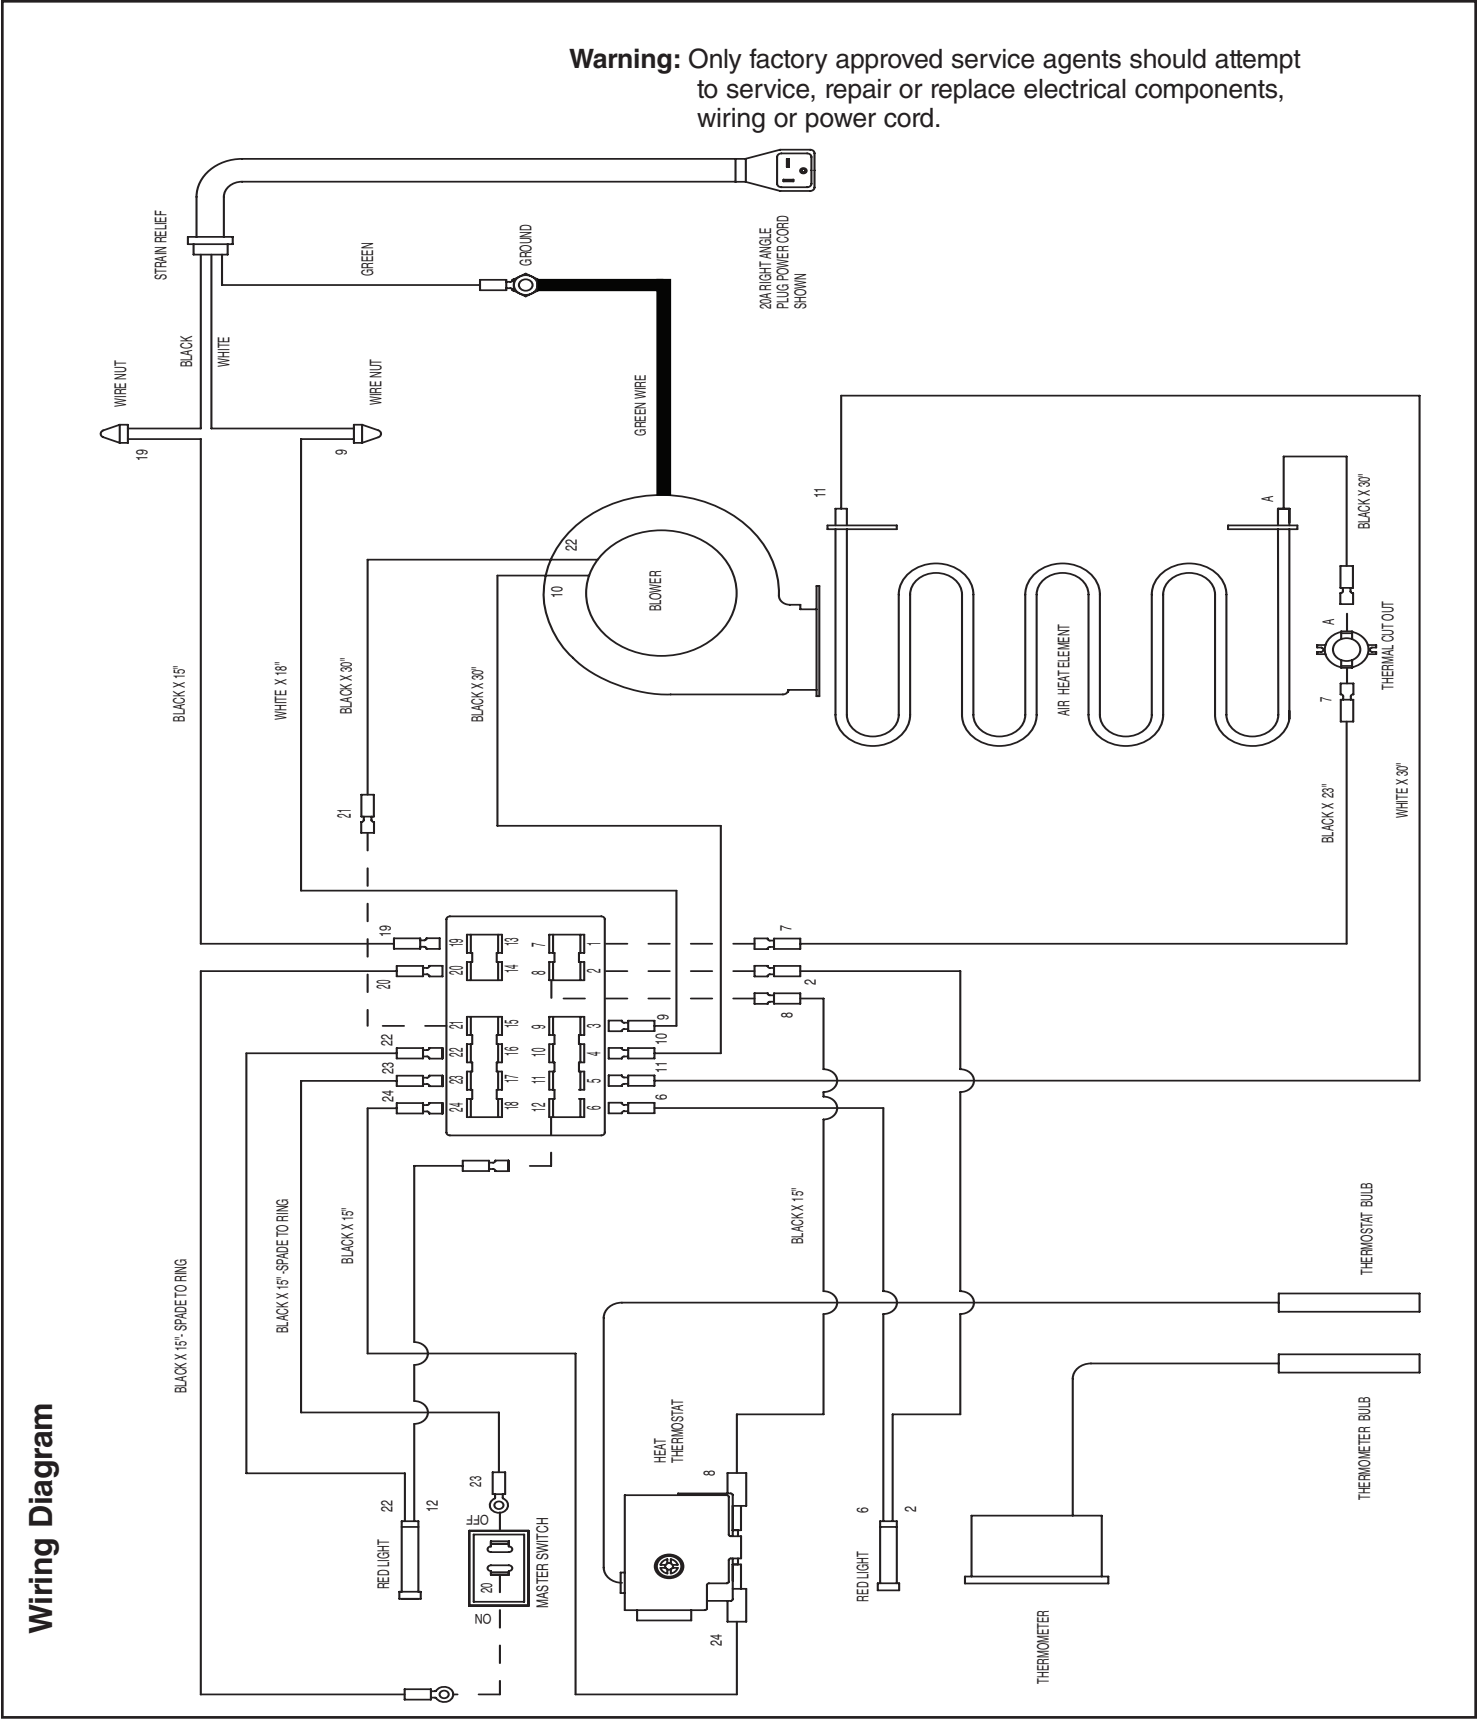 Wiring Diagram
Warning: Only factory approved service agents should attempt
to service, repair or replace electrical components,
wiring or power cord.
STRAIN RELIEF
BLACK
WHITE
GREEN
GROUND
20A RIGHT ANGLE
PLUG POWER CORD
SHOWN
WIRE NUT
19
WIRE NUT
9
GREEN WIRE
BLOWER
22
10
11
A
BLACK X 30"
A
THERMAL CUT OUT
7
AIR HEAT ELEMENT
BLACK X 15"
WHITE X 18"
BLACK X 30"
BLACK X 30"
21
BLACK X 23"
WHITE X 30"
19
20
22
23
24
19
20
21
22
23
24
13
14
15
16
17
18
7
8
9
10
11
12
1
2
3
4
5
6
7
2
8
9
10
11
6
BLACK X 15"- SPADE TO RING
BLACK X 15" -SPADE TO RING
BLACK X 15"
BLACK X 15"
RED LIGHT
22
12
23
OFF
20
ON
MASTER SWITCH
HEAT
THERMOSTAT
8
24
RED LIGHT
6
2
THERMOMETER
THERMOSTAT BULB
THERMOMETER BULB